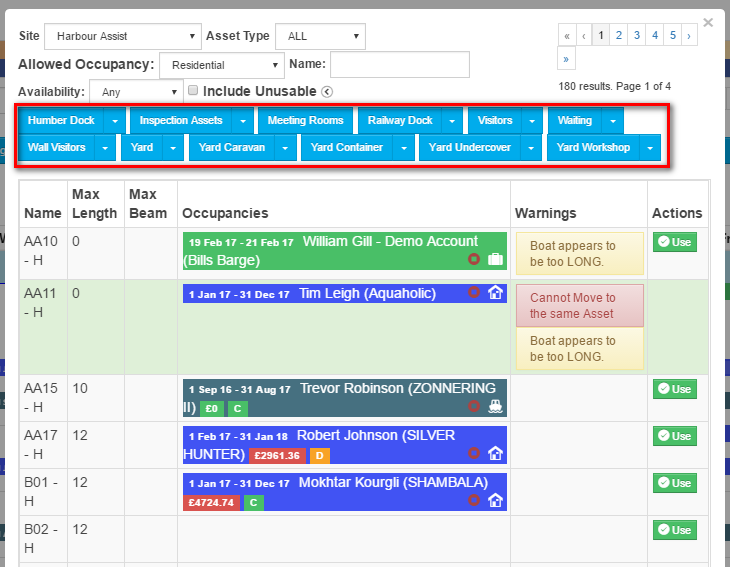 ×
Site Harbour Assist Asset Type ALL « ‹ 1 2 3 4 5 ›
Allowed Occupancy: Residential Name: »
Availability: Any Include Unusable 180 results. Page 1 of 4
Humber Dock Inspection Assets Meeting Rooms Railway Dock Visitors Waiting
Wall Visitors Yard Yard Caravan Yard Container Yard Undercover Yard Workshop
Name Max Length Max Beam Occupancies Warnings Actions
AA10 - H 0 19 Feb 17 - 21 Feb 17 William Gill - Demo Account
(Bills Barge)
Boat appears to
be too LONG.
Use
AA11 - H 0 1 Jan 17 - 31 Dec 17 Tim Leigh (Aquaholic)
Cannot Move to
the same Asset
Boat appears to
be too LONG.
AA15 - H 10 1 Sep 16 - 31 Aug 17 Trevor Robinson (ZONNERING
II) £0 C
Use
AA17 - H 12 1 Feb 17 - 31 Jan 18 Robert Johnson (SILVER
HUNTER) £2961.36 D
Use
B01 - H 12 1 Jan 17 - 31 Dec 17 Mokhtar Kourgli (SHAMBALA)
£4724.74 C
Use
B02 - H 12 Use